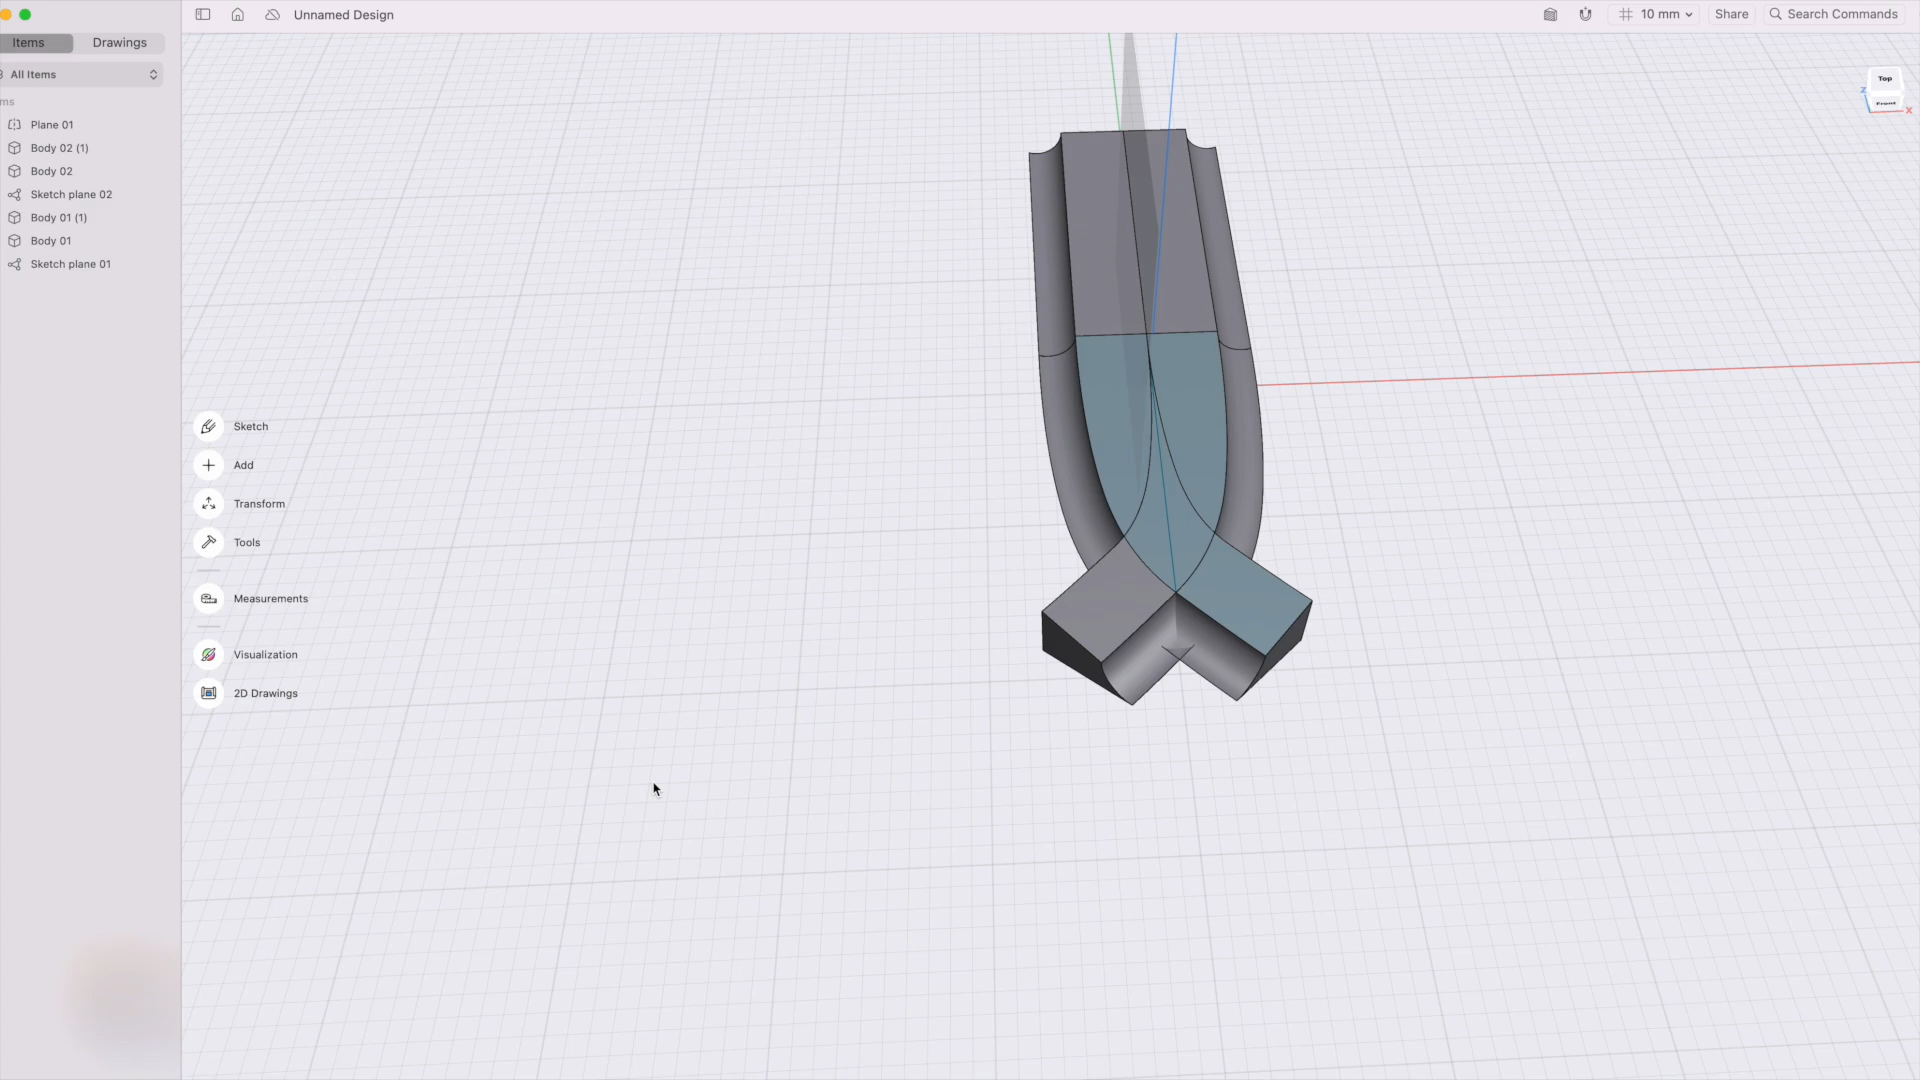 Unnamed Design
10 mm
Share
Search Commands
Items
Drawings
All Items
ms
Plane 01
Body 02 (1)
Body 02
Sketch plane 02
Body 01 (1)
Body 01
Sketch plane 01
Top
Front
Z
X
Sketch
Add
Transform
Tools
Measurements
Visualization
2D Drawings